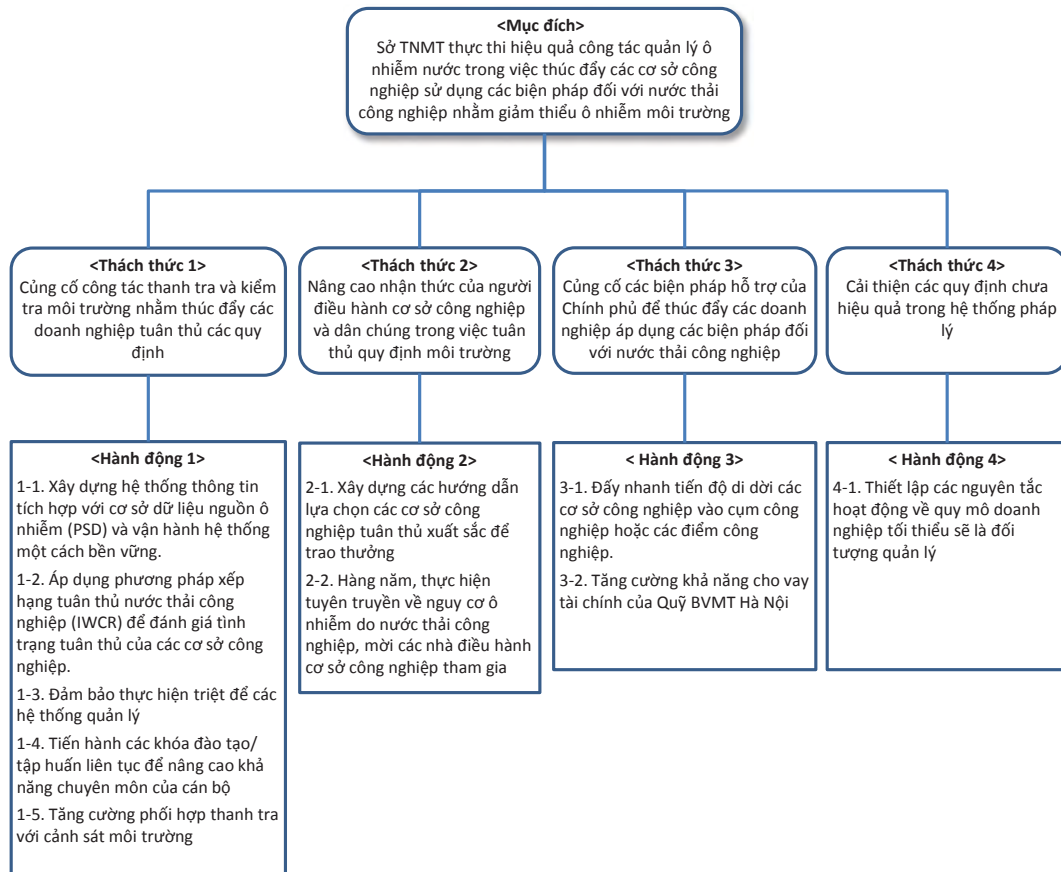 <Mục đích>
Sở TNMT thực thi hiệu quả công tác quản lý ô
nhiễm nước trong việc thúc đẩy các cơ sở công
nghiệp sử dụng các biện pháp đối với nước thải
công nghiệp nhằm giảm thiểu ô nhiễm môi trường
<Thách thức 1>
Củng cố công tác thanh tra và kiểm
tra môi trường nhằm thúc đẩy các
doanh nghiệp tuân thủ các quy
định
<Thách thức 2>
Nâng cao nhận thức của người
điều hành cơ sở công nghiệp
và dân chúng trong việc tuân
thủ quy định môi trường
<Thách thức 3>
Củng cố các biện pháp hỗ trợ của
Chính phủ để thúc đẩy các doanh
nghiệp áp dụng các biện pháp đối
với nước thải công nghiệp
<Thách thức 4>
Cải thiện các quy định chưa
hiệu quả trong hệ thống pháp
lý
<Hành động 1>
1-1. Xây dựng hệ thống thông tin
tích hợp với cơ sở dữ liệu nguồn ô
nhiễm (PSD) và vận hành hệ thống
một cách bền vững.
1-2. Áp dụng phương pháp xếp
hạng tuân thủ nước thải công
nghiệp (IWCR) để đánh giá tình
trạng tuân thủ của các cơ sở công
nghiệp.
1-3. Đảm bảo thực hiện triệt để các
hệ thống quản lý
1-4. Tiến hành các khóa đào tạo/
tập huấn liên tục để nâng cao khả
năng chuyên môn của cán bộ
1-5. Tăng cường phối hợp thanh tra
với cảnh sát môi trường
<Hành động 2>
2-1. Xây dựng các hướng dẫn
lựa chọn các cơ sở công
nghiệp tuân thủ xuất sắc để
trao thưởng
2-2. Hàng năm, thực hiện
tuyên truyền về nguy cơ ô
nhiễm do nước thải công
nghiệp, mời các nhà điều hành
cơ sở công nghiệp tham gia
< Hành động 3>
3-1. Đẩy nhanh tiến độ di dời các
cơ sở công nghiệp vào cụm công
nghiệp hoặc các điểm công
nghiệp.
3-2. Tăng cường khả năng cho vay
tài chính của Quỹ BVMT Hà Nội
< Hành động 4>
4-1. Thiết lập các nguyên tắc
hoạt động về quy mô doanh
nghiệp tối thiểu sẽ là đối
tượng quản lý